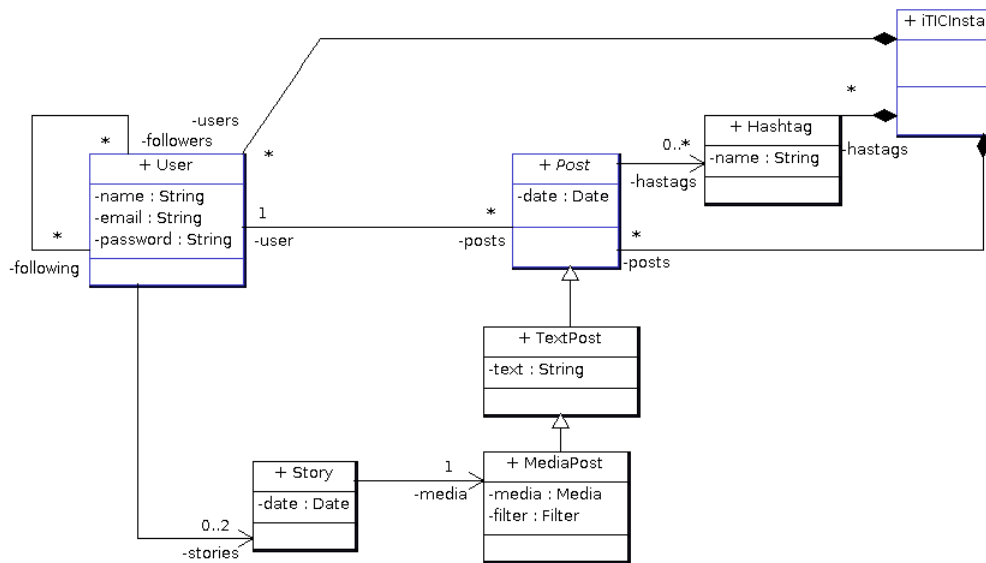 + iTICInsta
-users
*
*
-followers
*
-following
+ User
-name : String
-email : String
-password : String
1
-user
*
-posts
+ Post
-date : Date
0..*
-hastags
+ Hashtag
-name : String
*
-hastags
*
-posts
+ TextPost
-text : String
+ Story
-date : Date
0..2
-stories
1
-media
+ MediaPost
-media : Media
-filter : Filter